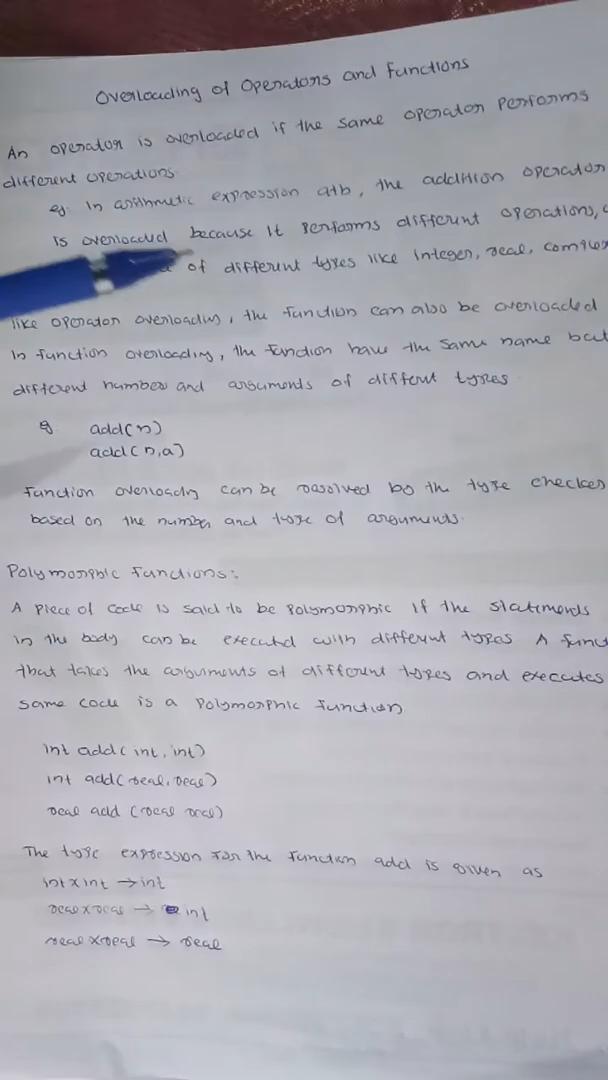 Overloading of Operators and functions
An operator is overloaded if the same operator performs
different operations.
eg: In arithmetic expression a+b, the addition operator
is overloaded because it performs different operations,
of different types like integer, real, complex
like operator overloading, the function can also be overloaded
In function overloading, the function have the same name but
different number and arguments of different types.
eg. add(n)
add(n,a)
Function overloading can be resolved by the type checker
based on the number and type of arguments.
Polymorphic functions:
A piece of code is said to be polymorphic if the statements
in the body can be executed with different types A func
that takes the arguments of different types and executes
same code is a polymorphic function.
int add(int, int)
int add(real, real)
real add (real real)
The type expression for the function add is given as
int x int → int
real x real → int
real x real → real